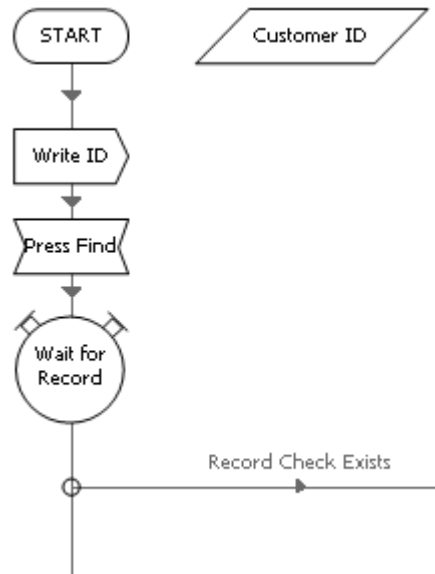 START
Customer ID
Write ID
Press Find
Wait for
Record
Record Check Exists